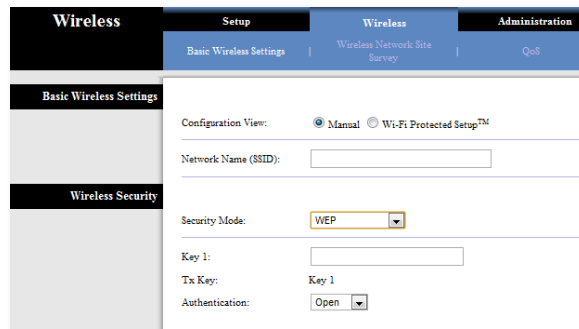 Wireless
Setup
Wireless
Administration
Basic Wireless Settings
|
Wireless Network Site
Survey
|
QoS
Basic Wireless Settings
Configuration View:
Manual
Wi-Fi Protected Setup™
Network Name (SSID):
Wireless Security
Security Mode:
WEP
Key 1:
Tx Key:
Key 1
Authentication:
Open